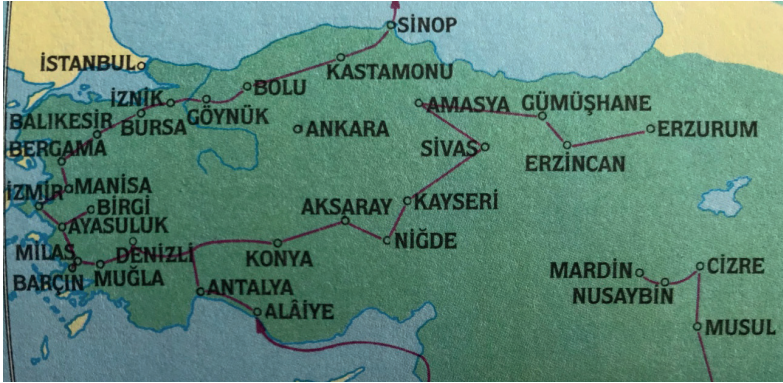 SİNOP
İSTANBUL
KASTAMONU
BOLU
İZNİK
GÖYNÜK
AMASYA
GÜMÜŞHANE
BALIKESİR
BURSA
ANKARA
ERZURUM
BERGAMA
SİVAS
ERZİNCAN
MANİSA
İZMİR
BİRGİ
AKSARAY
KAYSERİ
AYASULUK
NİĞDE
DENİZLİ
MİLAS
KONYA
CİZRE
MARDİN
BARÇIN
MUĞLA
ANTALYA
NUSAYBİN
ALÂİYE
MUSUL